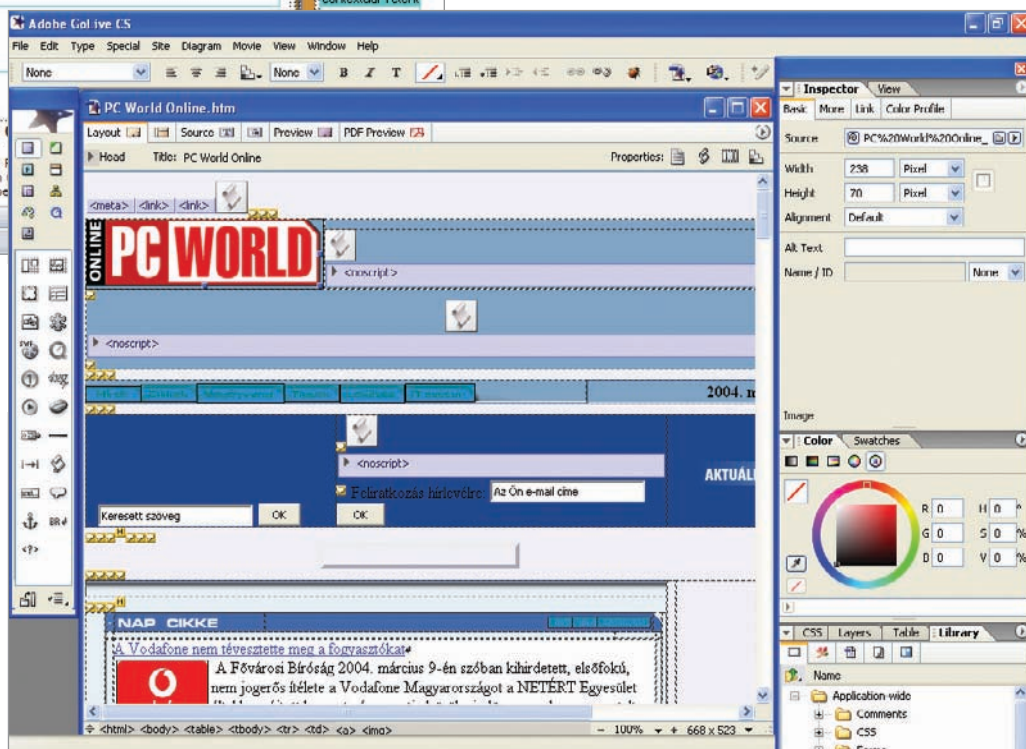 Adobe GoLive CS
File Edit Type Special Site Diagram Movie View Window Help
None None B I T
PC World Online.htm
Layout Source Preview PDF Preview
Head Title: PC World Online Properties:
<meta> <link> <link>
ONLINE PC WORLD
<noscript>
<noscript>
2004.
<noscript>
AKTUÁL
Feliratkozás hírlevélre: Az Ön e-mail címe
Keresett szöveg OK OK
NAP CIKKE
A Vodafone nem tévesztette meg a fogyasztókat
A Fővárosi Bíróság 2004. március 9-én szóban kihirdetett, elsőfokú,
nem jogerős ítélete a Vodafone Magyarországot a NETÉRT Egyesület
<html> <body> <table> <tbody> <tr> <td> <a> <img> 100% 668 x 523
Inspector View
Basic More Link Color Profile
Source PC%20World%20Online_
Width 238 Pixel
Height 70 Pixel
Alignment Default
Alt Text
Name / ID None
Image
Color Swatches
R 0 H 0 °
G 0 S 0 %
B 0 V 0 %
CSS Layers Table Library
Name
Application-wide
Comments
CSS